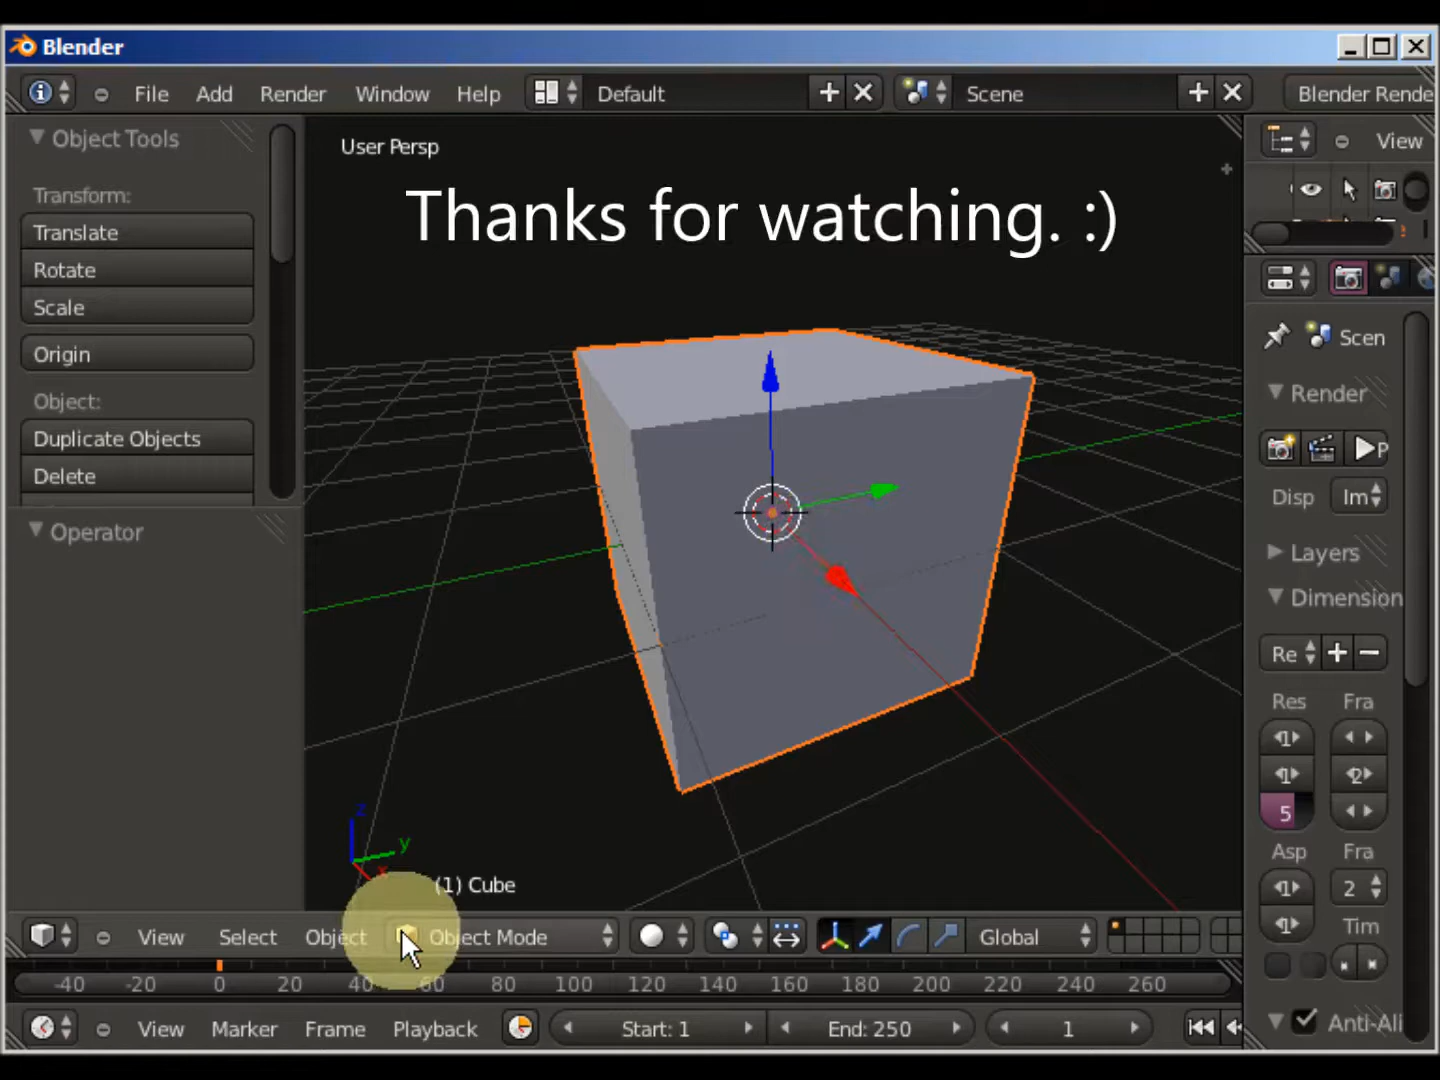 Blender
File Add Render Window Help Default Scene Blender Rende
Object Tools
User Persp
View
Thanks for watching. :)
Transform:
Translate
Rotate
Scale
Origin
Object:
Duplicate Objects
Delete
Operator
Scen
Render
P
Disp Im
Layers
Dimension
Re
Res Fra
5
Asp Fra
2
Tim
Anti-Ali
z
y
x
(1) Cube
View Select Object Object Mode Global
-40 -20 0 20 40 60 80 100 120 140 160 180 200 220 240 260
View Marker Frame Playback Start: 1 End: 250 1